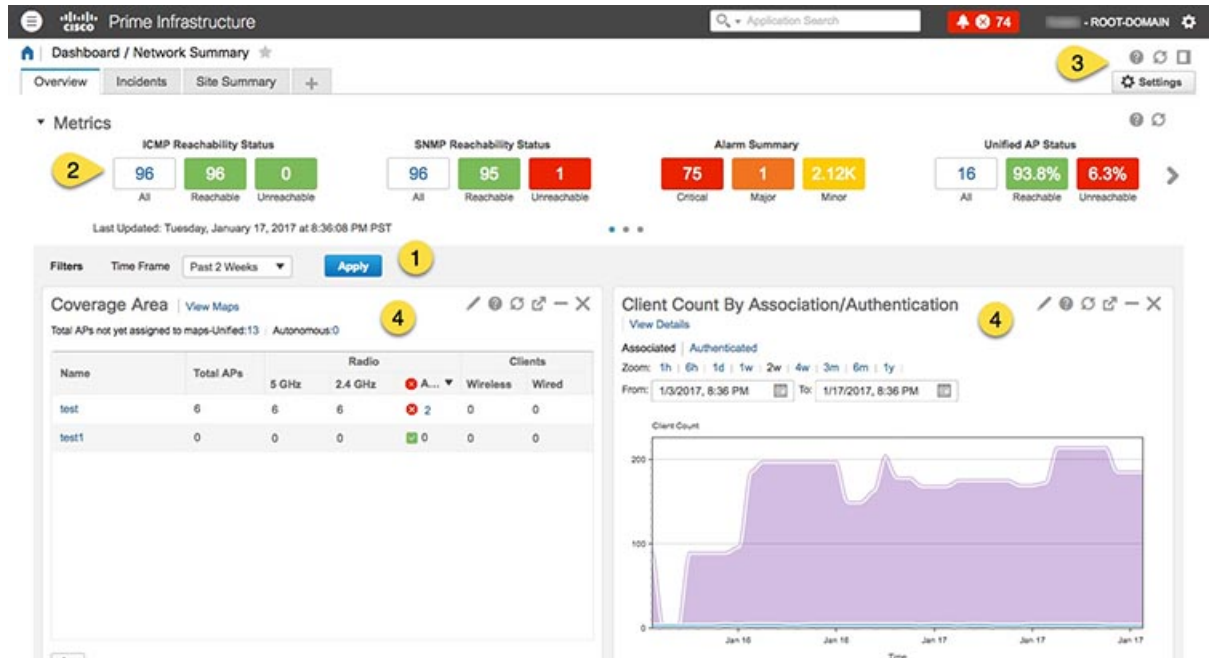 cisco Prime Infrastructure Application Search 74 - ROOT-DOMAIN
Dashboard / Network Summary
3
Overview Incidents Site Summary + Settings
Metrics
ICMP Reachability Status SNMP Reachability Status Alarm Summary Unified AP Status
2 96 96 0 96 95 1 75 1 2.12K 16 93.8% 6.3%
All Reachable Unreachable All Reachable Unreachable Critical Major Minor All Reachable Unreachable
Last Updated: Tuesday, January 17, 2017 at 8:36:08 PM PST
Filters Time Frame Past 2 Weeks Apply 1
Coverage Area | View Maps
Total APs not yet assigned to maps-Unified:13 | Autonomous:0
4
Name Total APs Radio Clients
5 GHz 2.4 GHz A... Wireless Wired
test 6 6 6 2 0 0
test1 0 0 0 0 0 0
Client Count By Association/Authentication
4
View Details
Associated | Authenticated
Zoom: 1h | 6h | 1d | 1w | 2w | 4w | 3m | 6m | 1y
From: 1/3/2017, 8:36 PM To: 1/17/2017, 8:36 PM
Client Count
200
100
0
Jan 16 Jan 16 Jan 17 Jan 17 Jan 17
Time